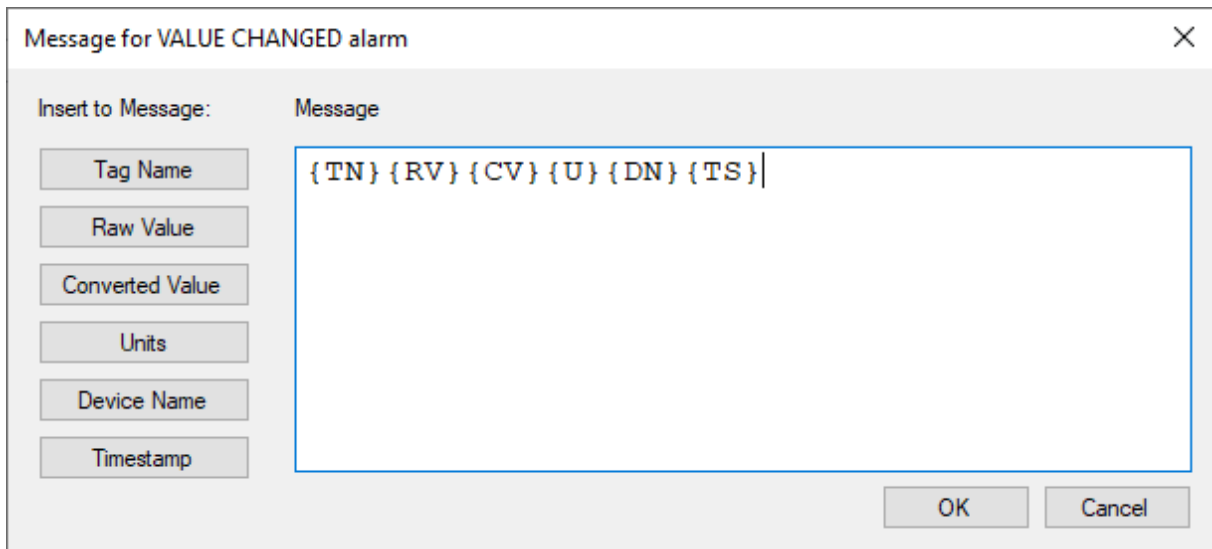 Message for VALUE CHANGED alarm
Insert to Message:
Message
Tag Name
{TN}{RV}{CV}{U}{DN}{TS}
Raw Value
Converted Value
Units
Device Name
Timestamp
OK
Cancel